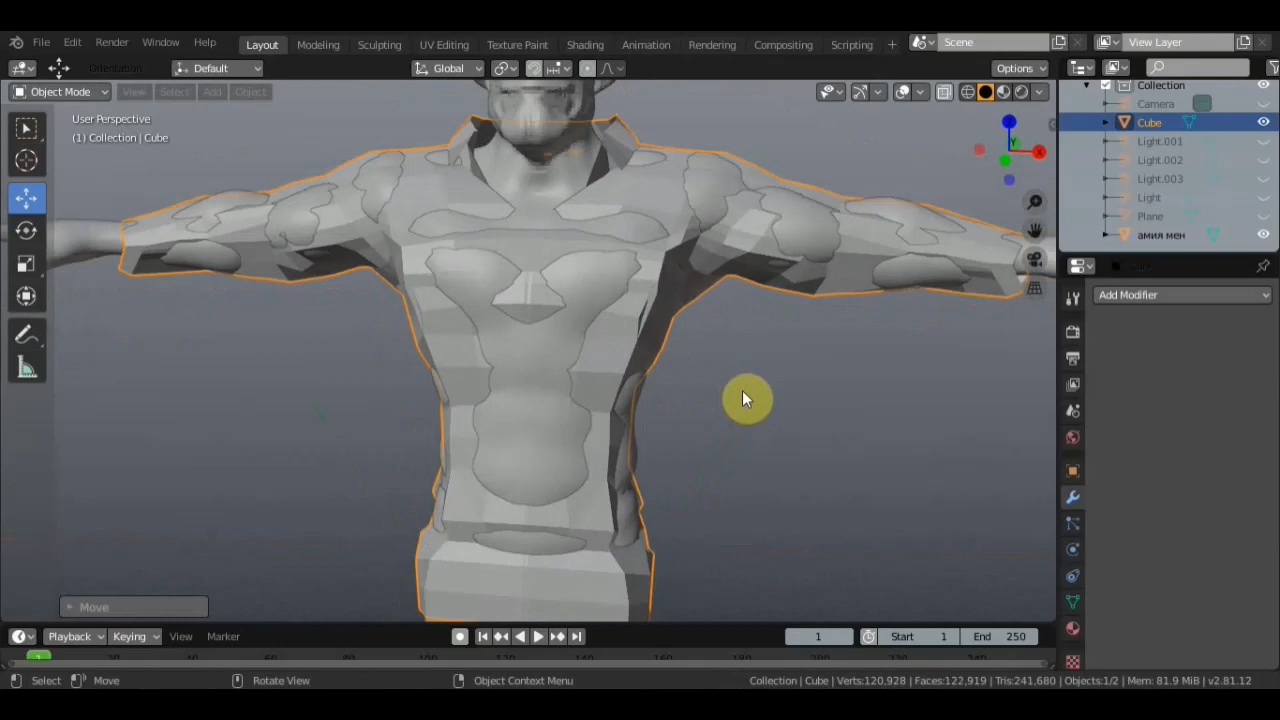 File Edit Render Window Help Layout Modeling Sculpting UV Editing Texture Paint Shading Animation Rendering Compositing Scripting + Scene View Layer
Orientation Default Global Options
Object Mode View Select Add Object
User Perspective
(1) Collection | Cube
Z
Y
X
Collection
Camera
Cube
Light.001
Light.002
Light.003
Light
Plane
амия мен
Add Modifier
Move
Playback Keying View Marker 1 Start 1 End 250
1
Select Move Rotate View Object Context Menu Collection | Cube | Verts:120,928 | Faces:122,919 | Tris:241,680 | Objects:1/2 | Mem: 81.9 MiB | v2.81.12